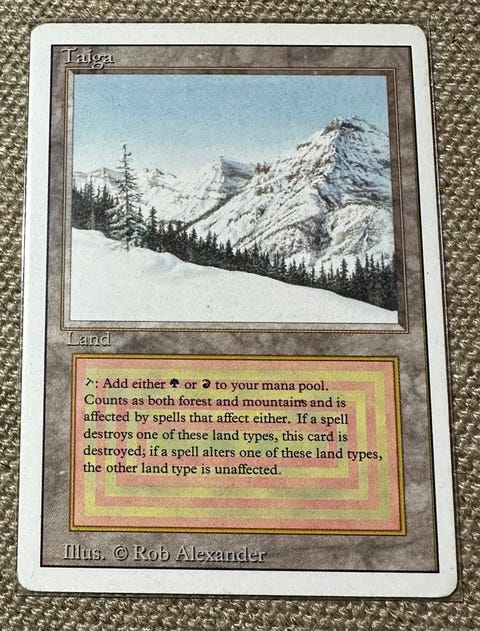 Taiga
Land
: Add either or to your mana pool.
Counts as both forest and mountains and is
affected by spells that affect either. If a spell
destroys one of these land types, this card is
destroyed; if a spell alters one of these land types,
the other land type is unaffected.
Illus. © Rob Alexander